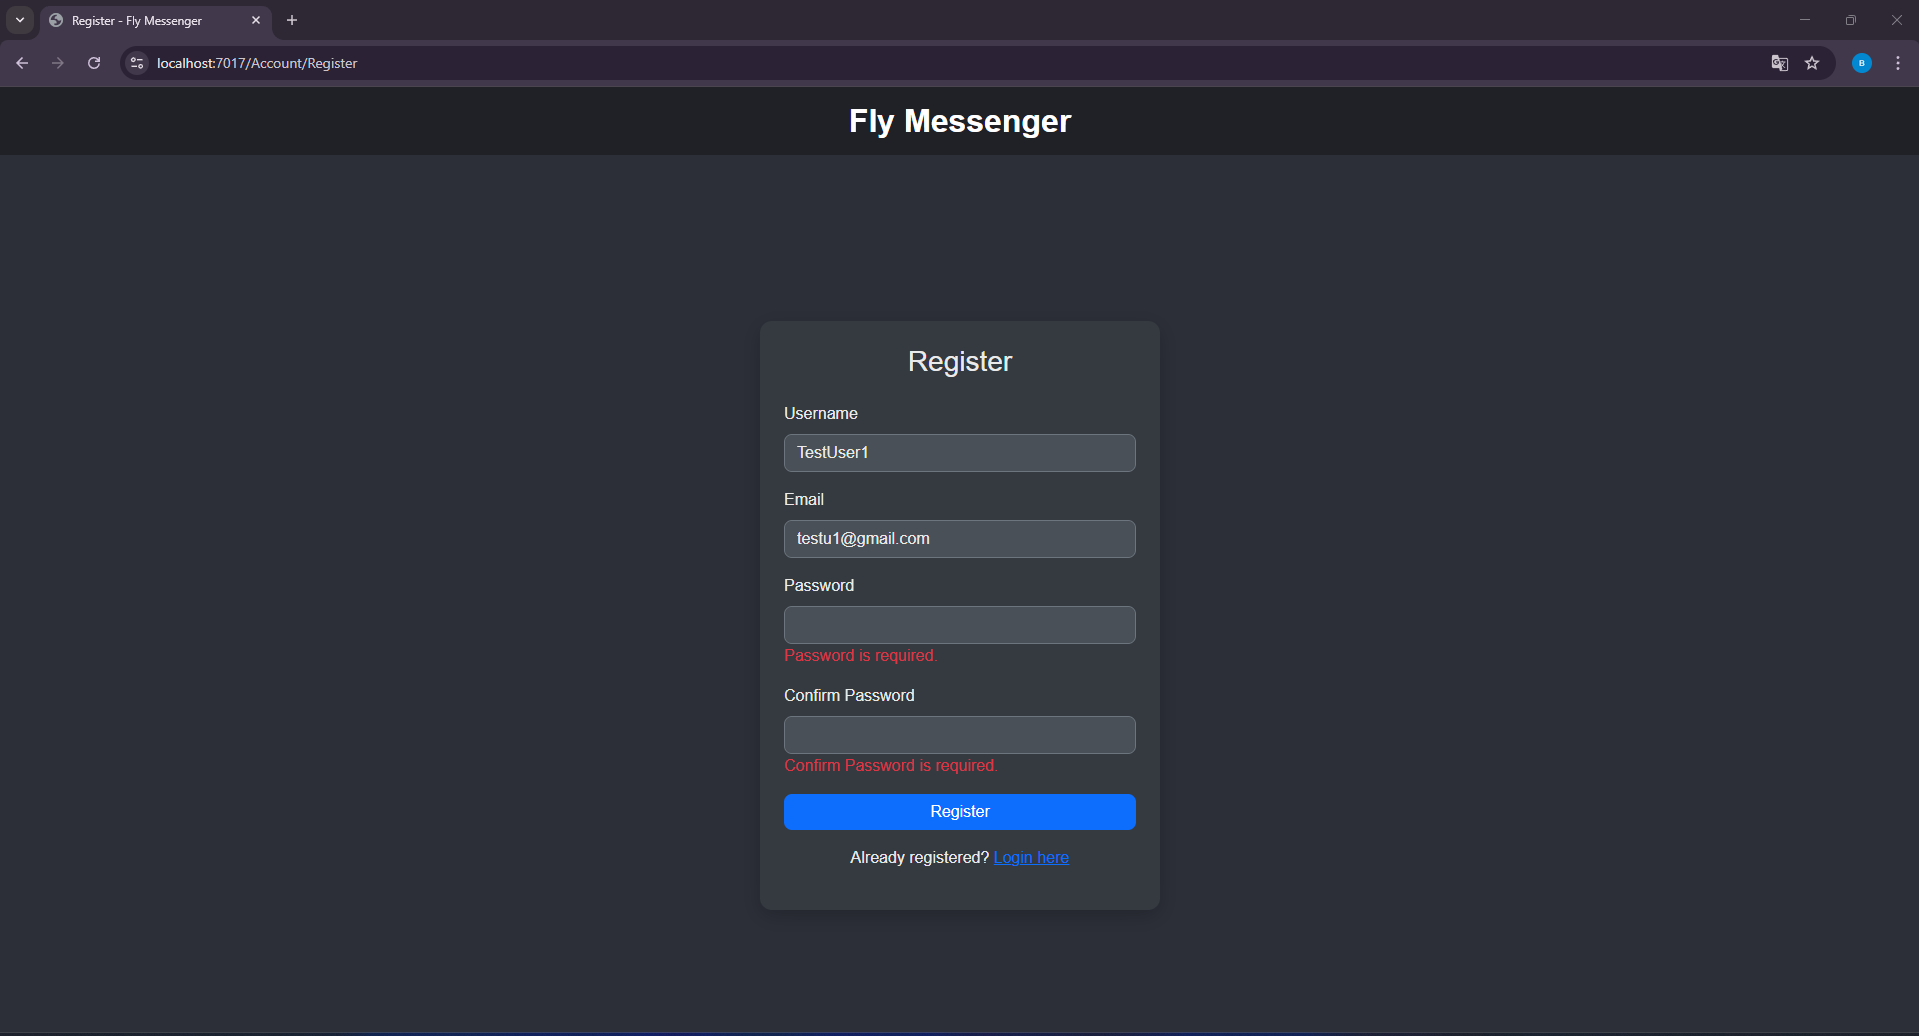 Register - Fly Messenger
localhost:7017/Account/Register
B
Fly Messenger
Register
Username
TestUser1
Email
testu1@gmail.com
Password
Password is required.
Confirm Password
Confirm Password is required.
Register
Already registered? Login here